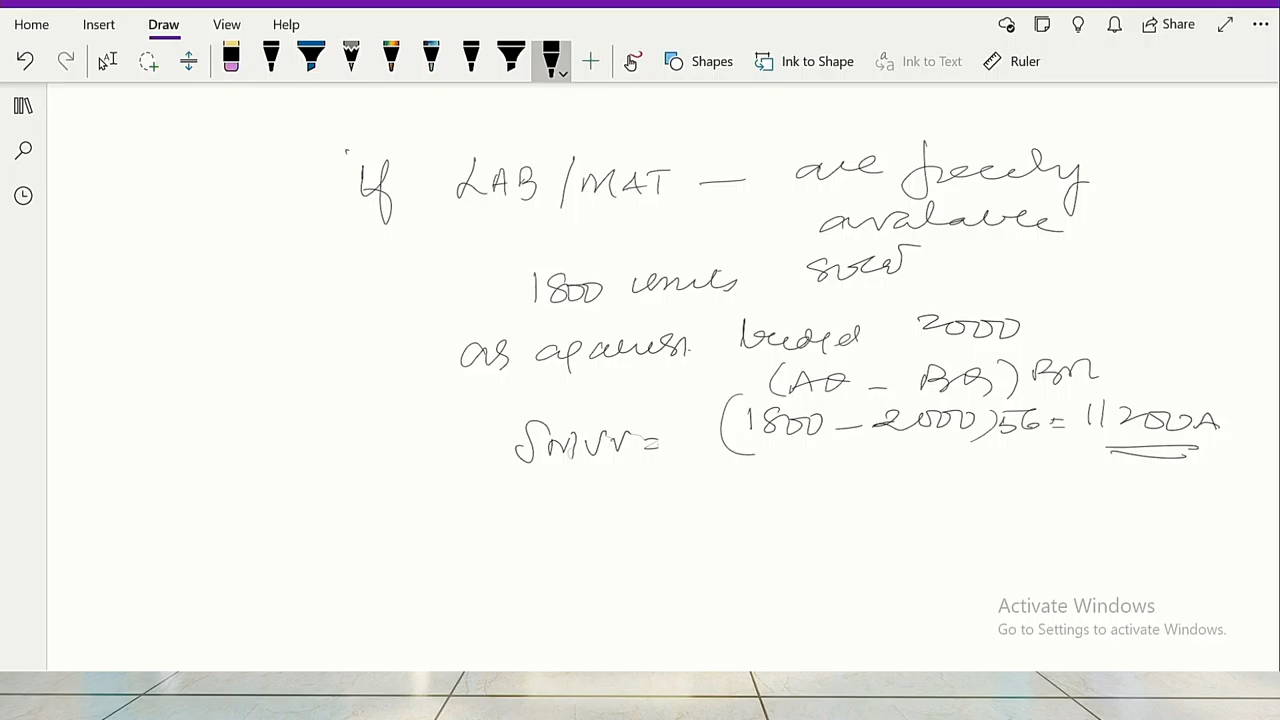 Home Insert Draw View Help Share
Shapes Ink to Shape Ink to Text Ruler
If LAB/MAT — are freely
available
1800 units sold
as against budged 2000
(AQ - BQ) BM
SMVV = (1800 - 2000) 56 = 11200A
Activate Windows
Go to Settings to activate Windows.